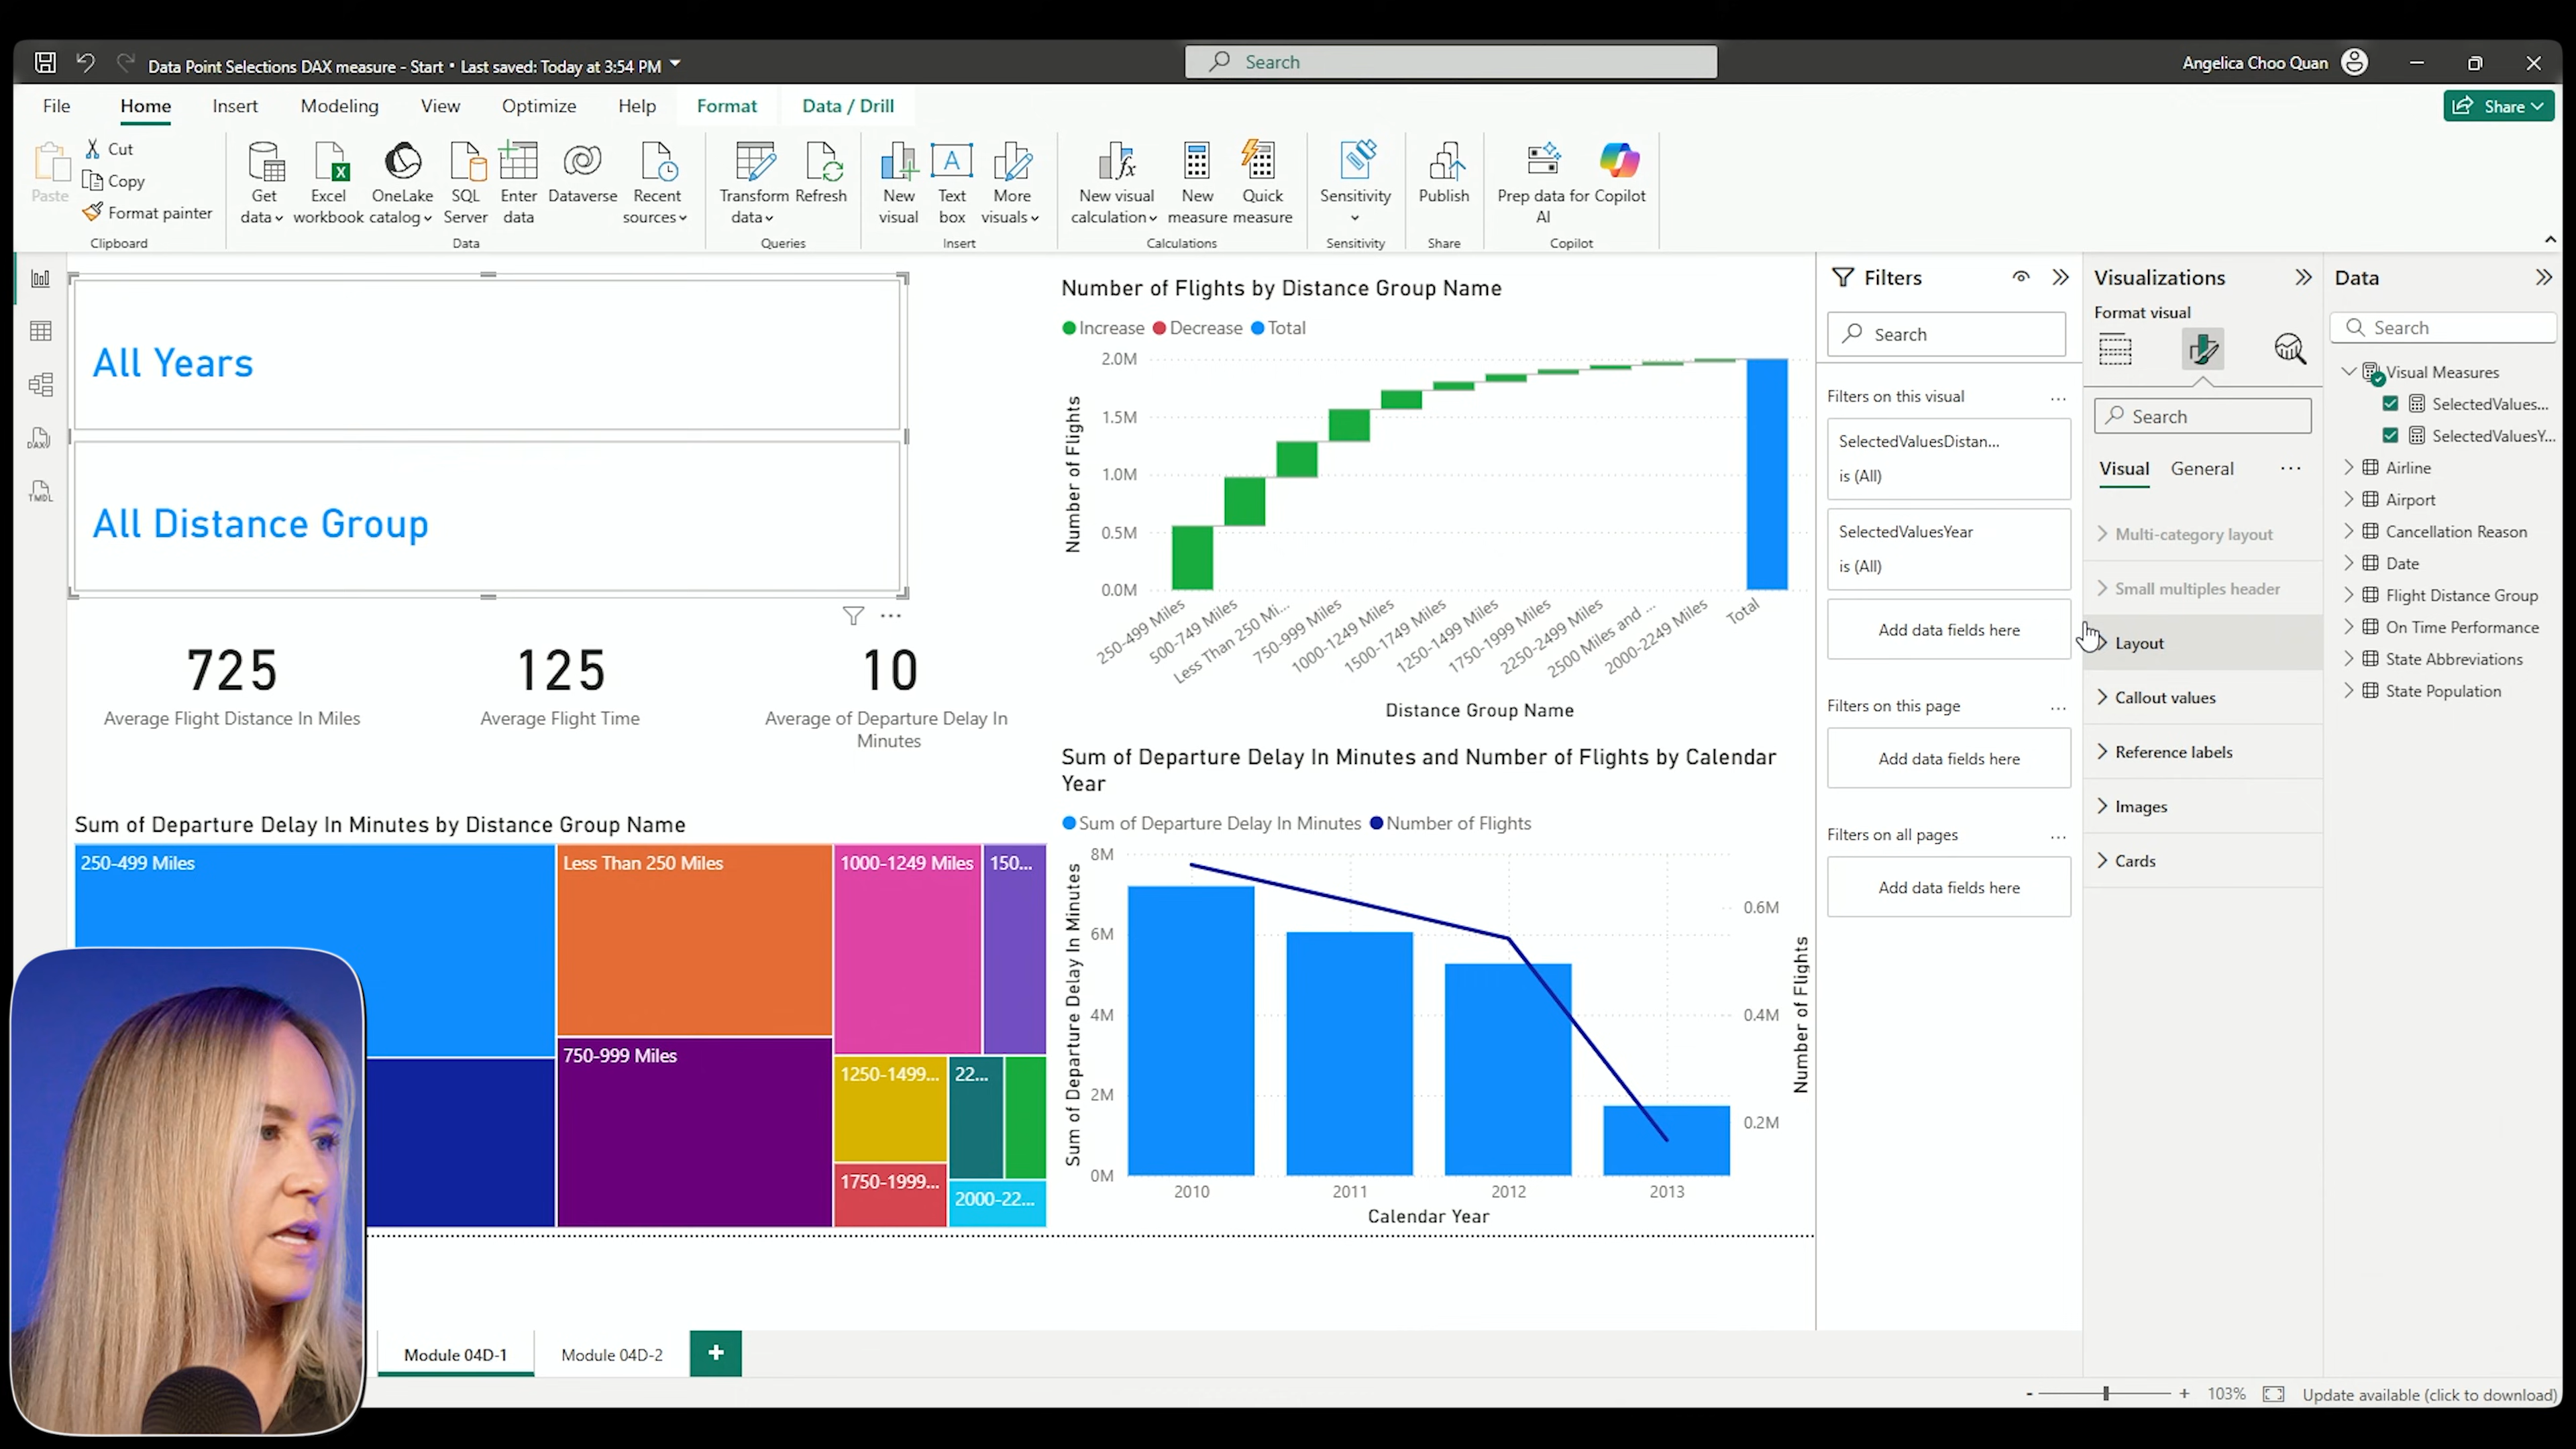 Data Point Selections DAX measure - Start • Last saved: Today at 3:54 PM
Search
Angelica Choo Quan
File Home Insert Modeling View Optimize Help Format Data / Drill
Share
Paste
Cut
Copy
Format painter
Clipboard
Get data
Excel workbook
OneLake catalog
SQL Server
Enter data
Dataverse
Recent sources
Data
Transform data
Refresh
Queries
New visual
Text box
More visuals
Insert
New visual calculation
New measure
Quick measure
Calculations
Sensitivity
Sensitivity
Publish
Share
Prep data for AI
Copilot
Copilot
DAX
TMDL
All Years
All Distance Group
725
Average Flight Distance In Miles
125
Average Flight Time
10
Average of Departure Delay In
Minutes
Sum of Departure Delay In Minutes by Distance Group Name
250-499 Miles
Less Than 250 Miles
750-999 Miles
1000-1249 Miles
150...
1250-1499...
22...
1750-1999...
2000-22...
Number of Flights by Distance Group Name
Increase Decrease Total
Number of Flights
2.0M
1.5M
1.0M
0.5M
0.0M
250-499 Miles
500-749 Miles
Less Than 250 Mi...
750-999 Miles
1000-1249 Miles
1500-1749 Miles
1250-1499 Miles
1750-1999 Miles
2250-2499 Miles
2500 Miles and ...
2000-2249 Miles
Total
Distance Group Name
Sum of Departure Delay In Minutes and Number of Flights by Calendar
Year
Sum of Departure Delay In Minutes Number of Flights
Sum of Departure Delay In Minutes
8M
6M
4M
2M
0M
0.6M
0.4M
0.2M
Number of Flights
2010 2011 2012 2013
Calendar Year
Filters
Search
Filters on this visual ...
SelectedValuesDistan...
is (All)
SelectedValuesYear
is (All)
Add data fields here
Filters on this page ...
Add data fields here
Filters on all pages ...
Add data fields here
Visualizations
Format visual
Search
Visual General ...
Multi-category layout
Small multiples header
Layout
Callout values
Reference labels
Images
Cards
Data
Search
Visual Measures
SelectedValues...
SelectedValuesY...
Airline
Airport
Cancellation Reason
Date
Flight Distance Group
On Time Performance
State Abbreviations
State Population
Module 04D-1 Module 04D-2 +
- + 103% Update available (click to download)